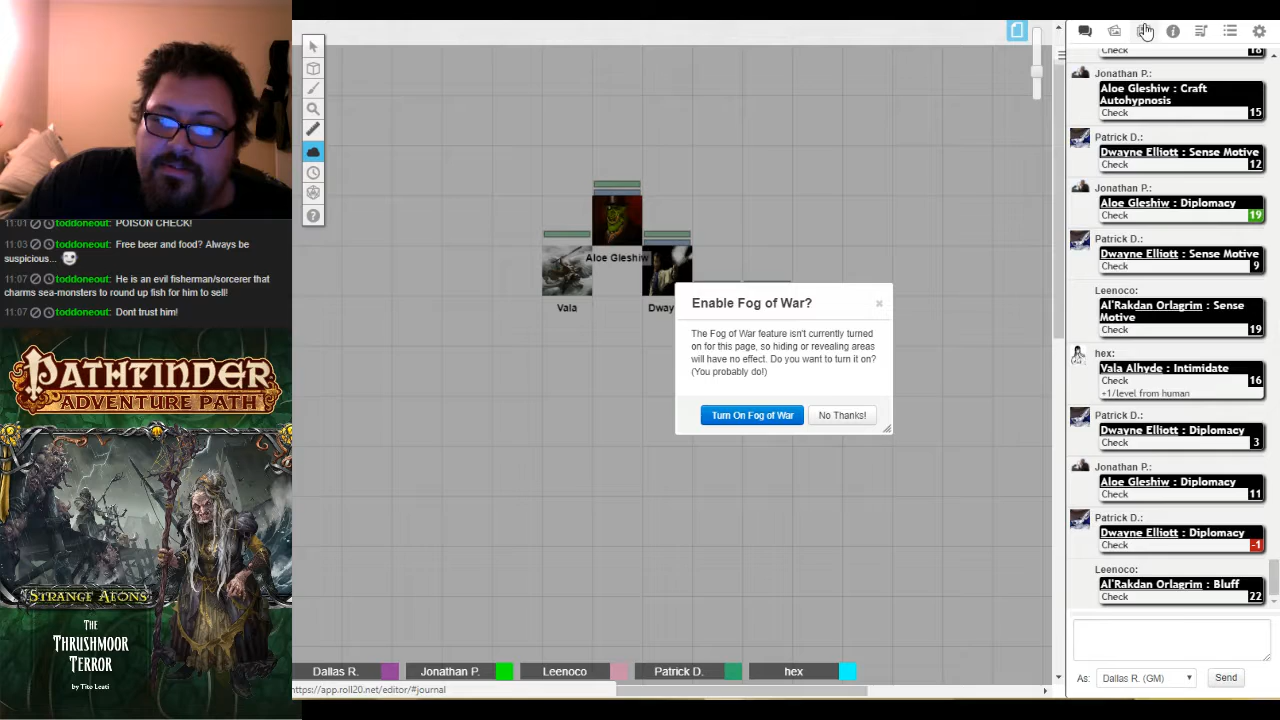 11:01 toddoneout: POISON CHECK!
11:03 toddoneout: Free beer and food? Always be
suspicious...
11:07 toddoneout: He is an evil fisherman/sorcerer that
charms sea-monsters to round up fish for him to sell!
11:07 toddoneout: Dont trust him!
PATHFINDER
ADVENTURE PATH
STRANGE AEONS
THE
THRUSHMOOR
TERROR
by Tito Leati
Aloe Gleshiw
Vala
Dway
Enable Fog of War?
×
The Fog of War feature isn't currently turned
on for this page, so hiding or revealing areas
will have no effect. Do you want to turn it on?
(You probably do!)
Turn On Fog of War
No Thanks!
Dallas R.
Jonathan P.
Leenoco
Patrick D.
hex
https://app.roll20.net/editor/#journal
Check 18
Jonathan P.:
Aloe Gleshiw : Craft
Autohypnosis
Check 15
Patrick D.:
Dwayne Elliott : Sense Motive
Check 12
Jonathan P.:
Aloe Gleshiw : Diplomacy
Check 19
Patrick D.:
Dwayne Elliott : Sense Motive
Check 9
Leenoco:
Al'Rakdan Orlagrim : Sense
Motive
Check 19
hex:
Vala Alhyde : Intimidate
Check 16
+1/level from human
Patrick D.:
Dwayne Elliott : Diplomacy
Check 3
Jonathan P.:
Aloe Gleshiw : Diplomacy
Check 11
Patrick D.:
Dwayne Elliott : Diplomacy
Check -1
Leenoco:
Al'Rakdan Orlagrim : Bluff
Check 22
As: Dallas R. (GM)
Send